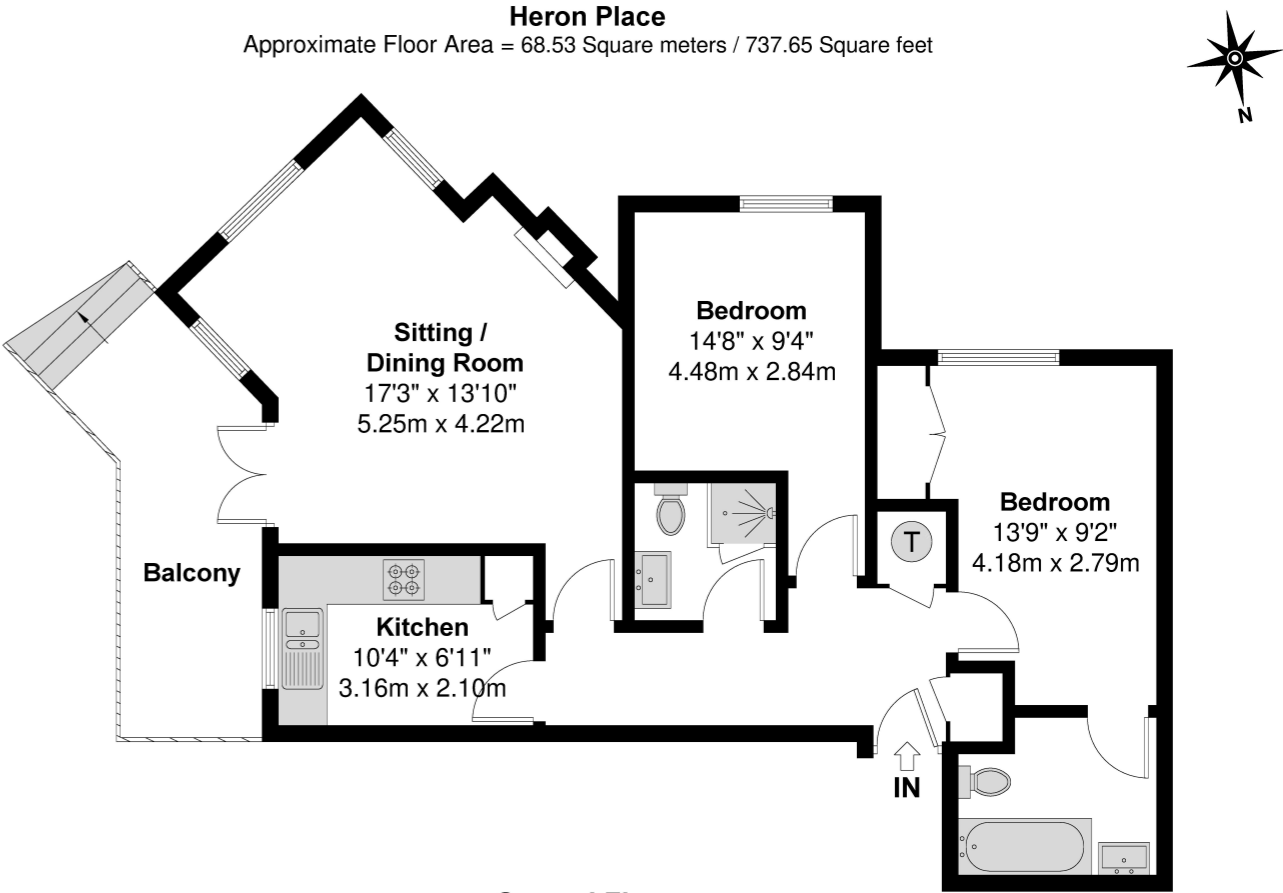 Heron Place
Approximate Floor Area = 68.53 Square meters / 737.65 Square feet
N
Bedroom
14'8" x 9'4"
4.48m x 2.84m
Sitting /
Dining Room
17'3" x 13'10"
5.25m x 4.22m
Bedroom
13'9" x 9'2"
4.18m x 2.79m
T
Balcony
Kitchen
10'4" x 6'11"
3.16m x 2.10m
IN